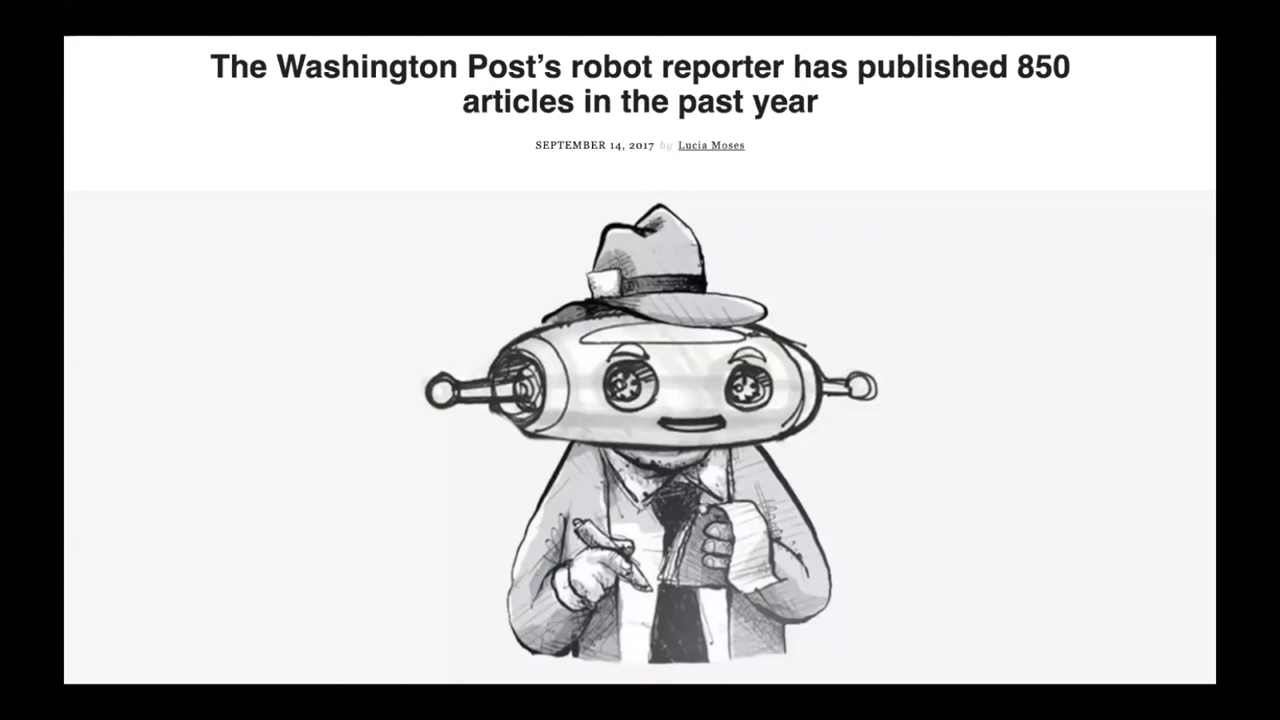 The Washington Post’s robot reporter has published 850
articles in the past year
SEPTEMBER 14, 2017 by Lucia Moses